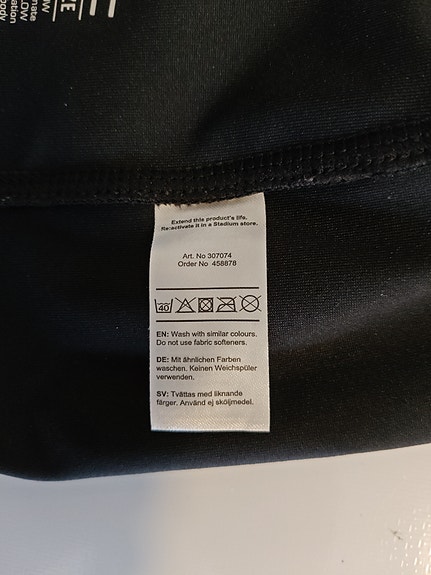 Extend this product's life.
Re:activate it in a Stadium store.
Art. No 307074
Order No 458878
40
EN: Wash with similar colours.
Do not use fabric softeners.
DE: Mit ähnlichen Farben
waschen. Keinen Weichspüler
verwenden.
SV: Tvättas med liknande
färger. Använd ej sköljmedel.